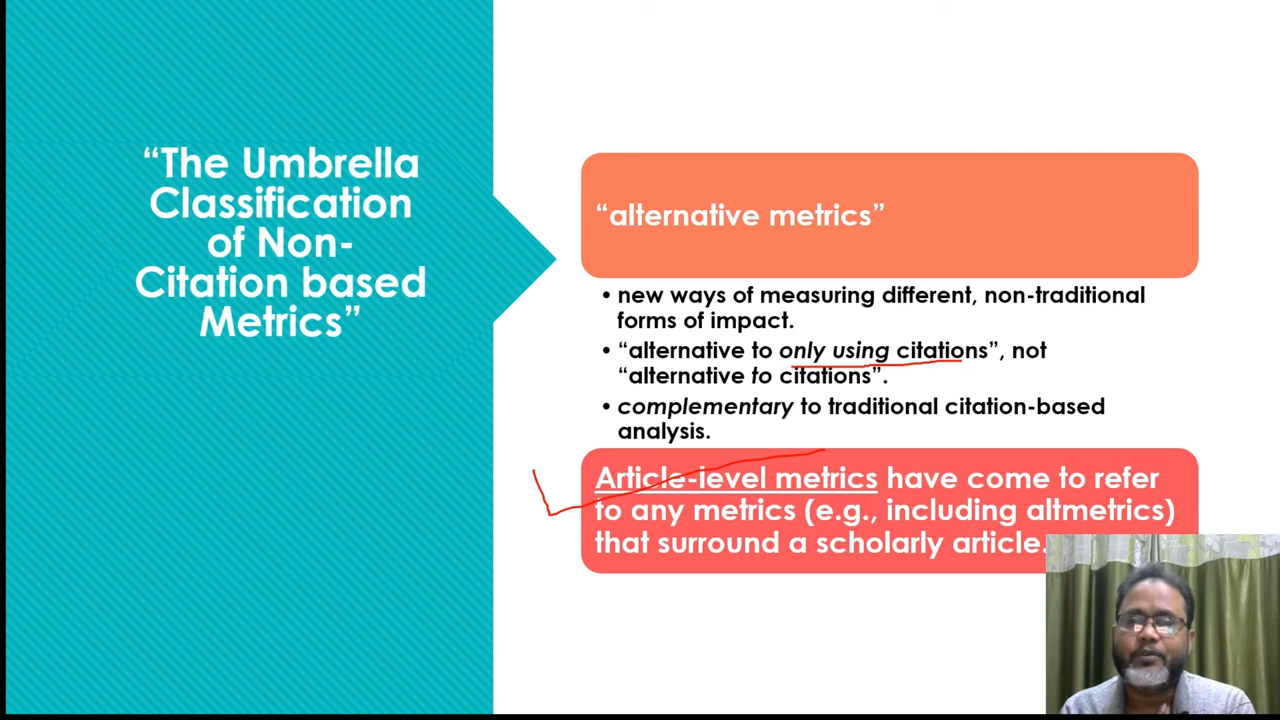 “The Umbrella
Classification
of Non-
Citation based
Metrics”
“alternative metrics”
• new ways of measuring different, non-traditional
forms of impact.
• “alternative to only using citations”, not
“alternative to citations”.
• complementary to traditional citation-based
analysis.
Article-level metrics have come to refer
to any metrics (e.g., including altmetrics)
that surround a scholarly article.